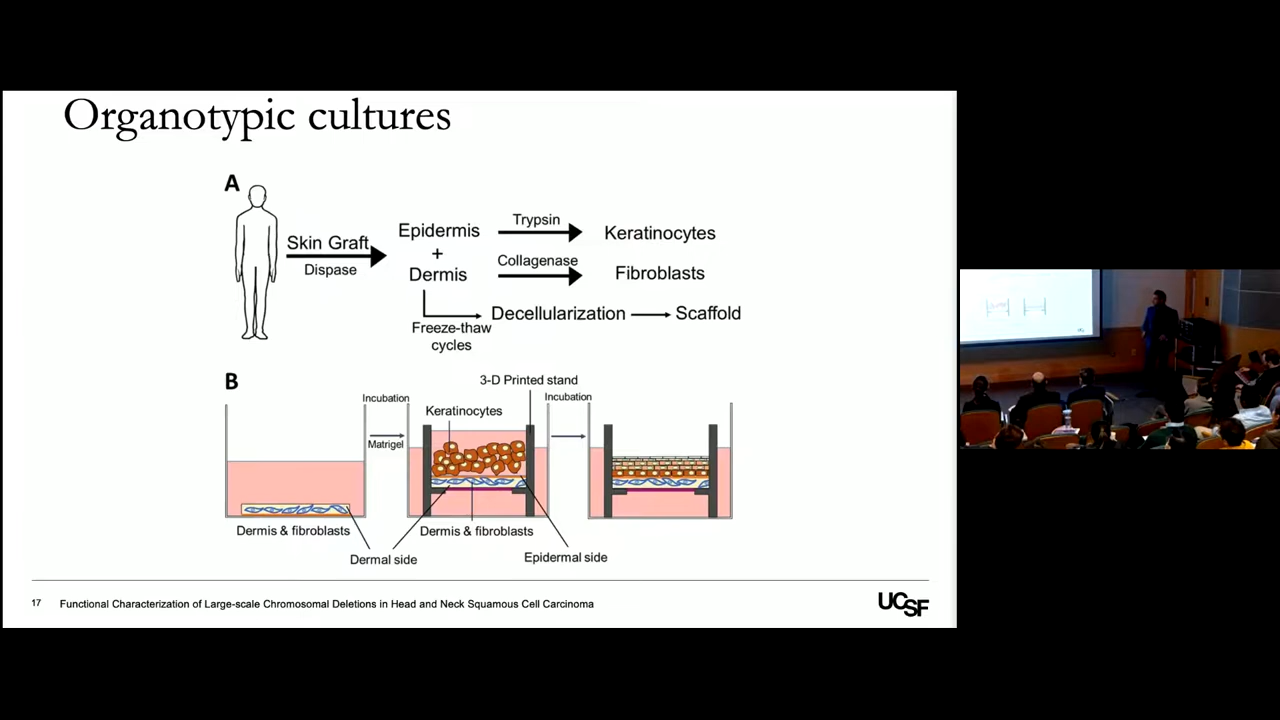 Organotypic cultures
A
Skin Graft
Dispase
Epidermis
+
Dermis
Trypsin
Keratinocytes
Collagenase
Fibroblasts
Freeze-thaw
cycles
Decellularization
Scaffold
B
Dermis & fibroblasts
Incubation
Matrigel
Keratinocytes
3-D Printed stand
Incubation
Dermis & fibroblasts
Dermal side
Epidermal side
17
Functional Characterization of Large-scale Chromosomal Deletions in Head and Neck Squamous Cell Carcinoma
UCSF